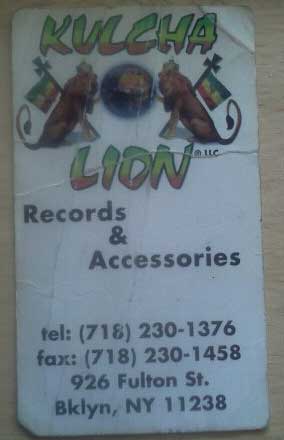 KULCHA
LION ® LLC
Records
&
Accessories
tel: (718) 230-1376
fax: (718) 230-1458
926 Fulton St.
Bklyn, NY 11238